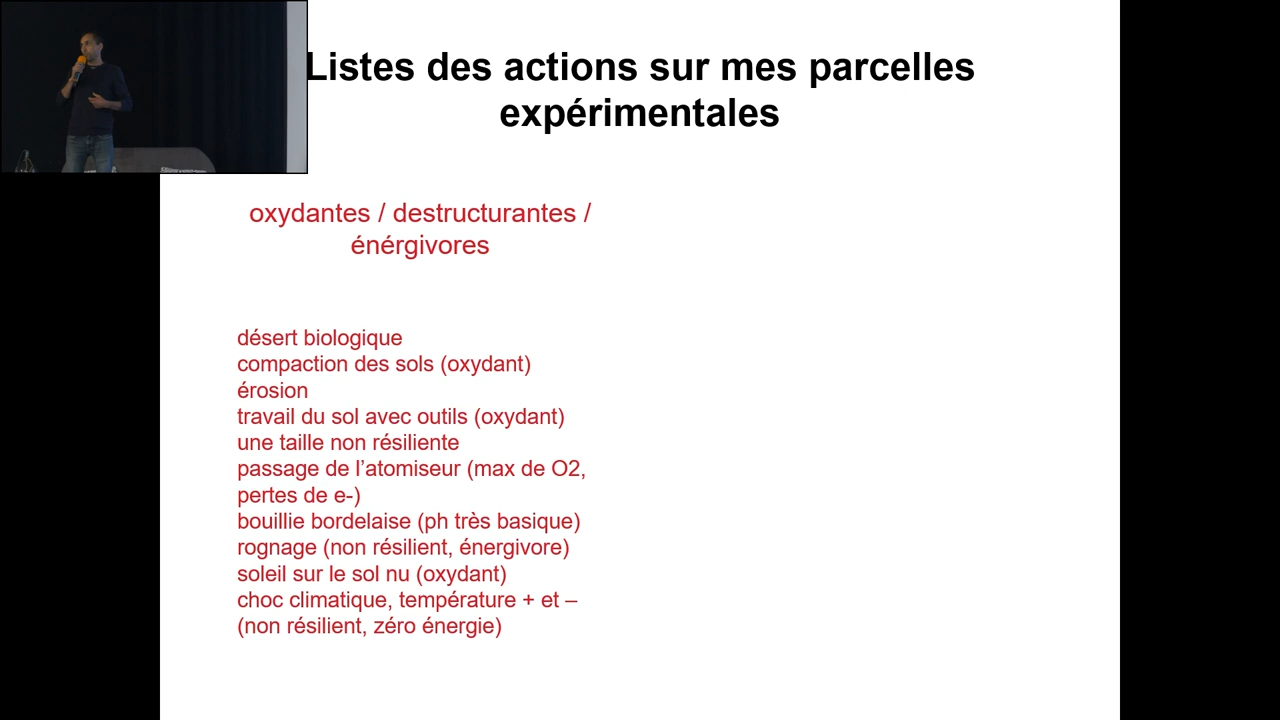 Listes des actions sur mes parcelles
expérimentales
oxydantes / destructurantes /
énérgivores
désert biologique
compaction des sols (oxydant)
érosion
travail du sol avec outils (oxydant)
une taille non résiliente
passage de l’atomiseur (max de O2,
pertes de e-)
bouillie bordelaise (ph très basique)
rognage (non résilient, énergivore)
soleil sur le sol nu (oxydant)
choc climatique, température + et –
(non résilient, zéro énergie)